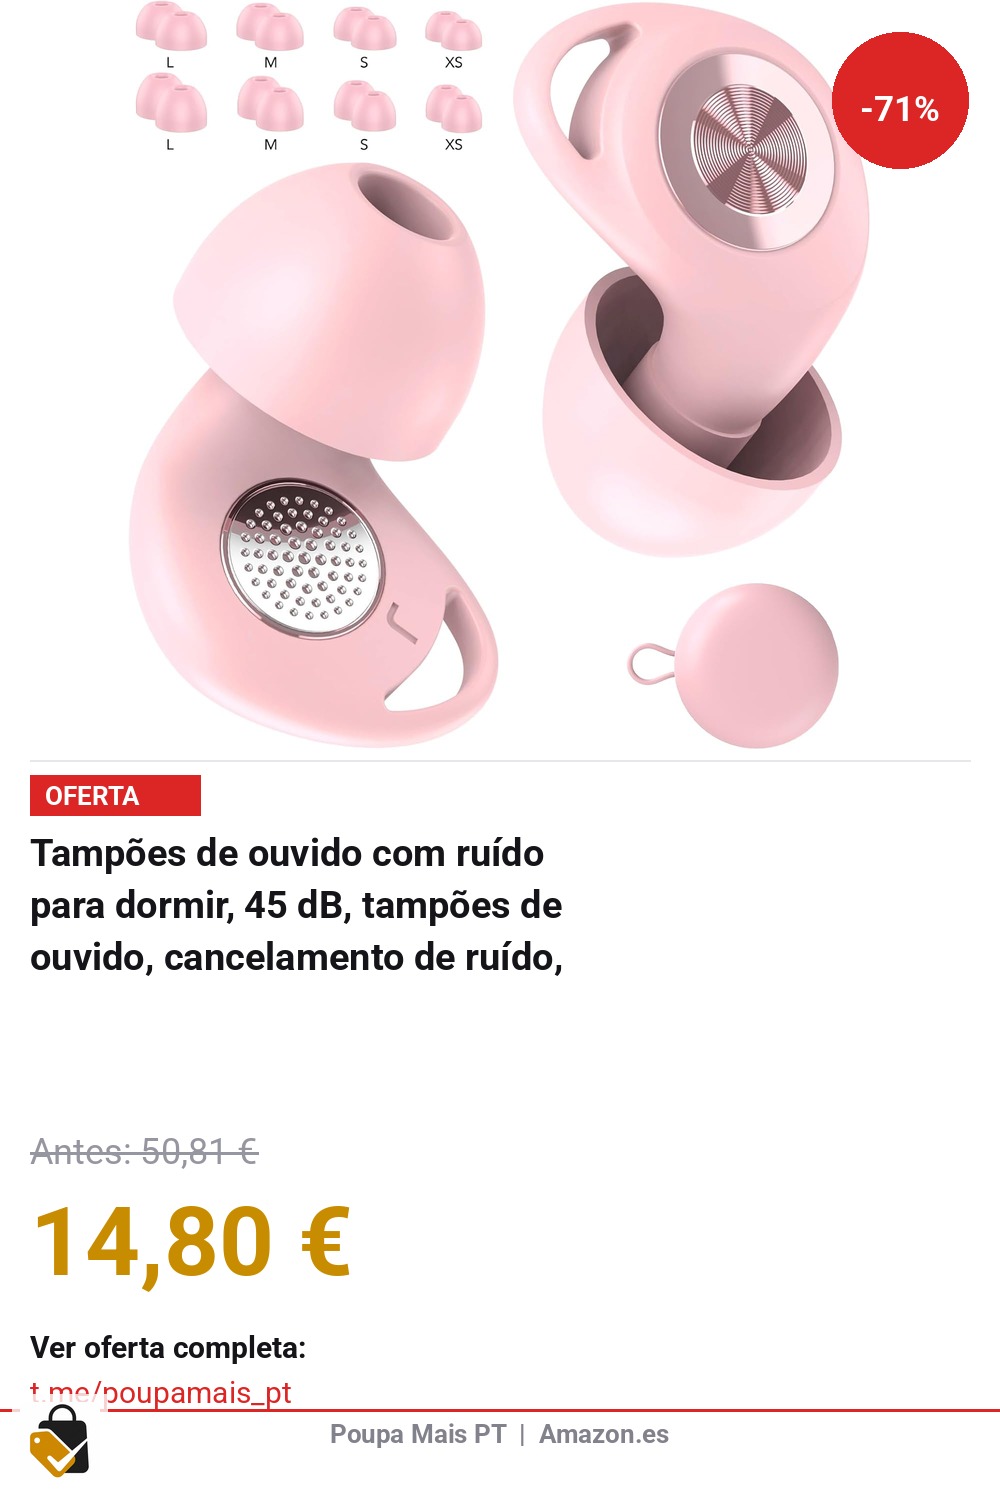 L M S XS
L M S XS
-71%
OFERTA
Tampões de ouvido com ruído
para dormir, 45 dB, tampões de
ouvido, cancelamento de ruído,
Antes: 50,81 €
14,80 €
Ver oferta completa:
t.me/poupamais_pt
Poupa Mais PT | Amazon.es